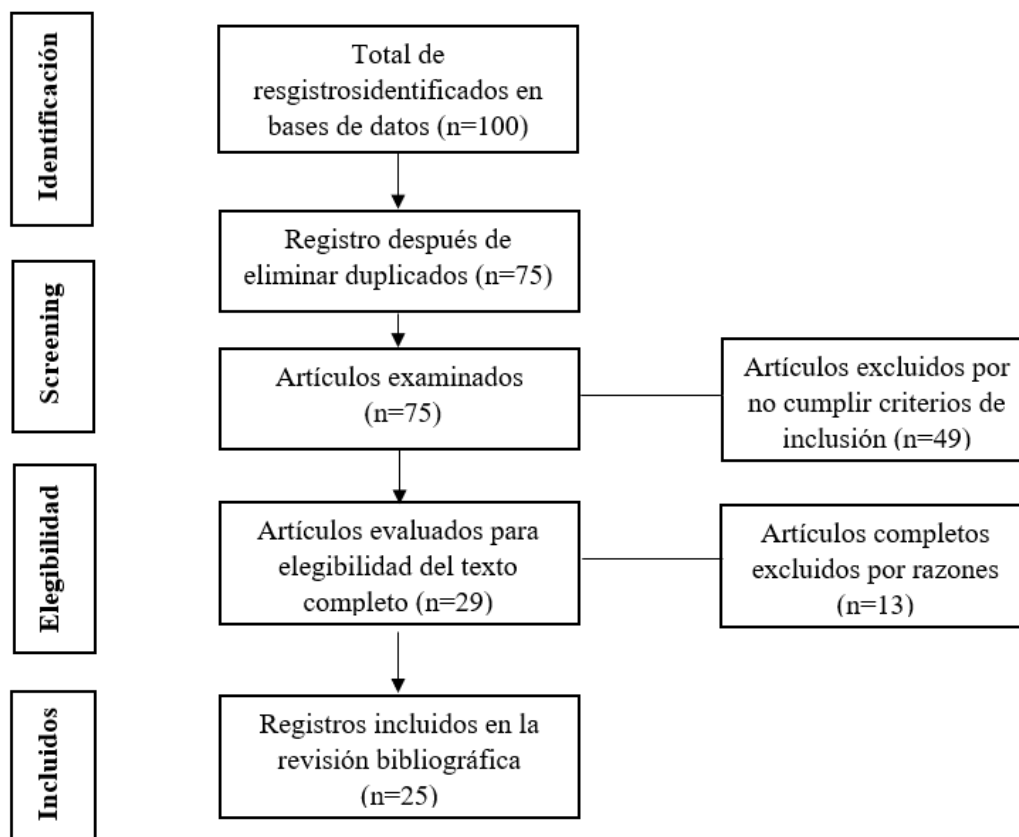 Identificación
Total de
resgistrosidentificados en
bases de datos (n=100)
Registro después de
eliminar duplicados (n=75)
Screening
Artículos examinados
(n=75)
Artículos excluidos por
no cumplir criterios de
inclusión (n=49)
Elegibilidad
Artículos evaluados para
elegibilidad del texto
completo (n=29)
Artículos completos
excluidos por razones
(n=13)
Incluidos
Registros incluidos en la
revisión bibliográfica
(n=25)